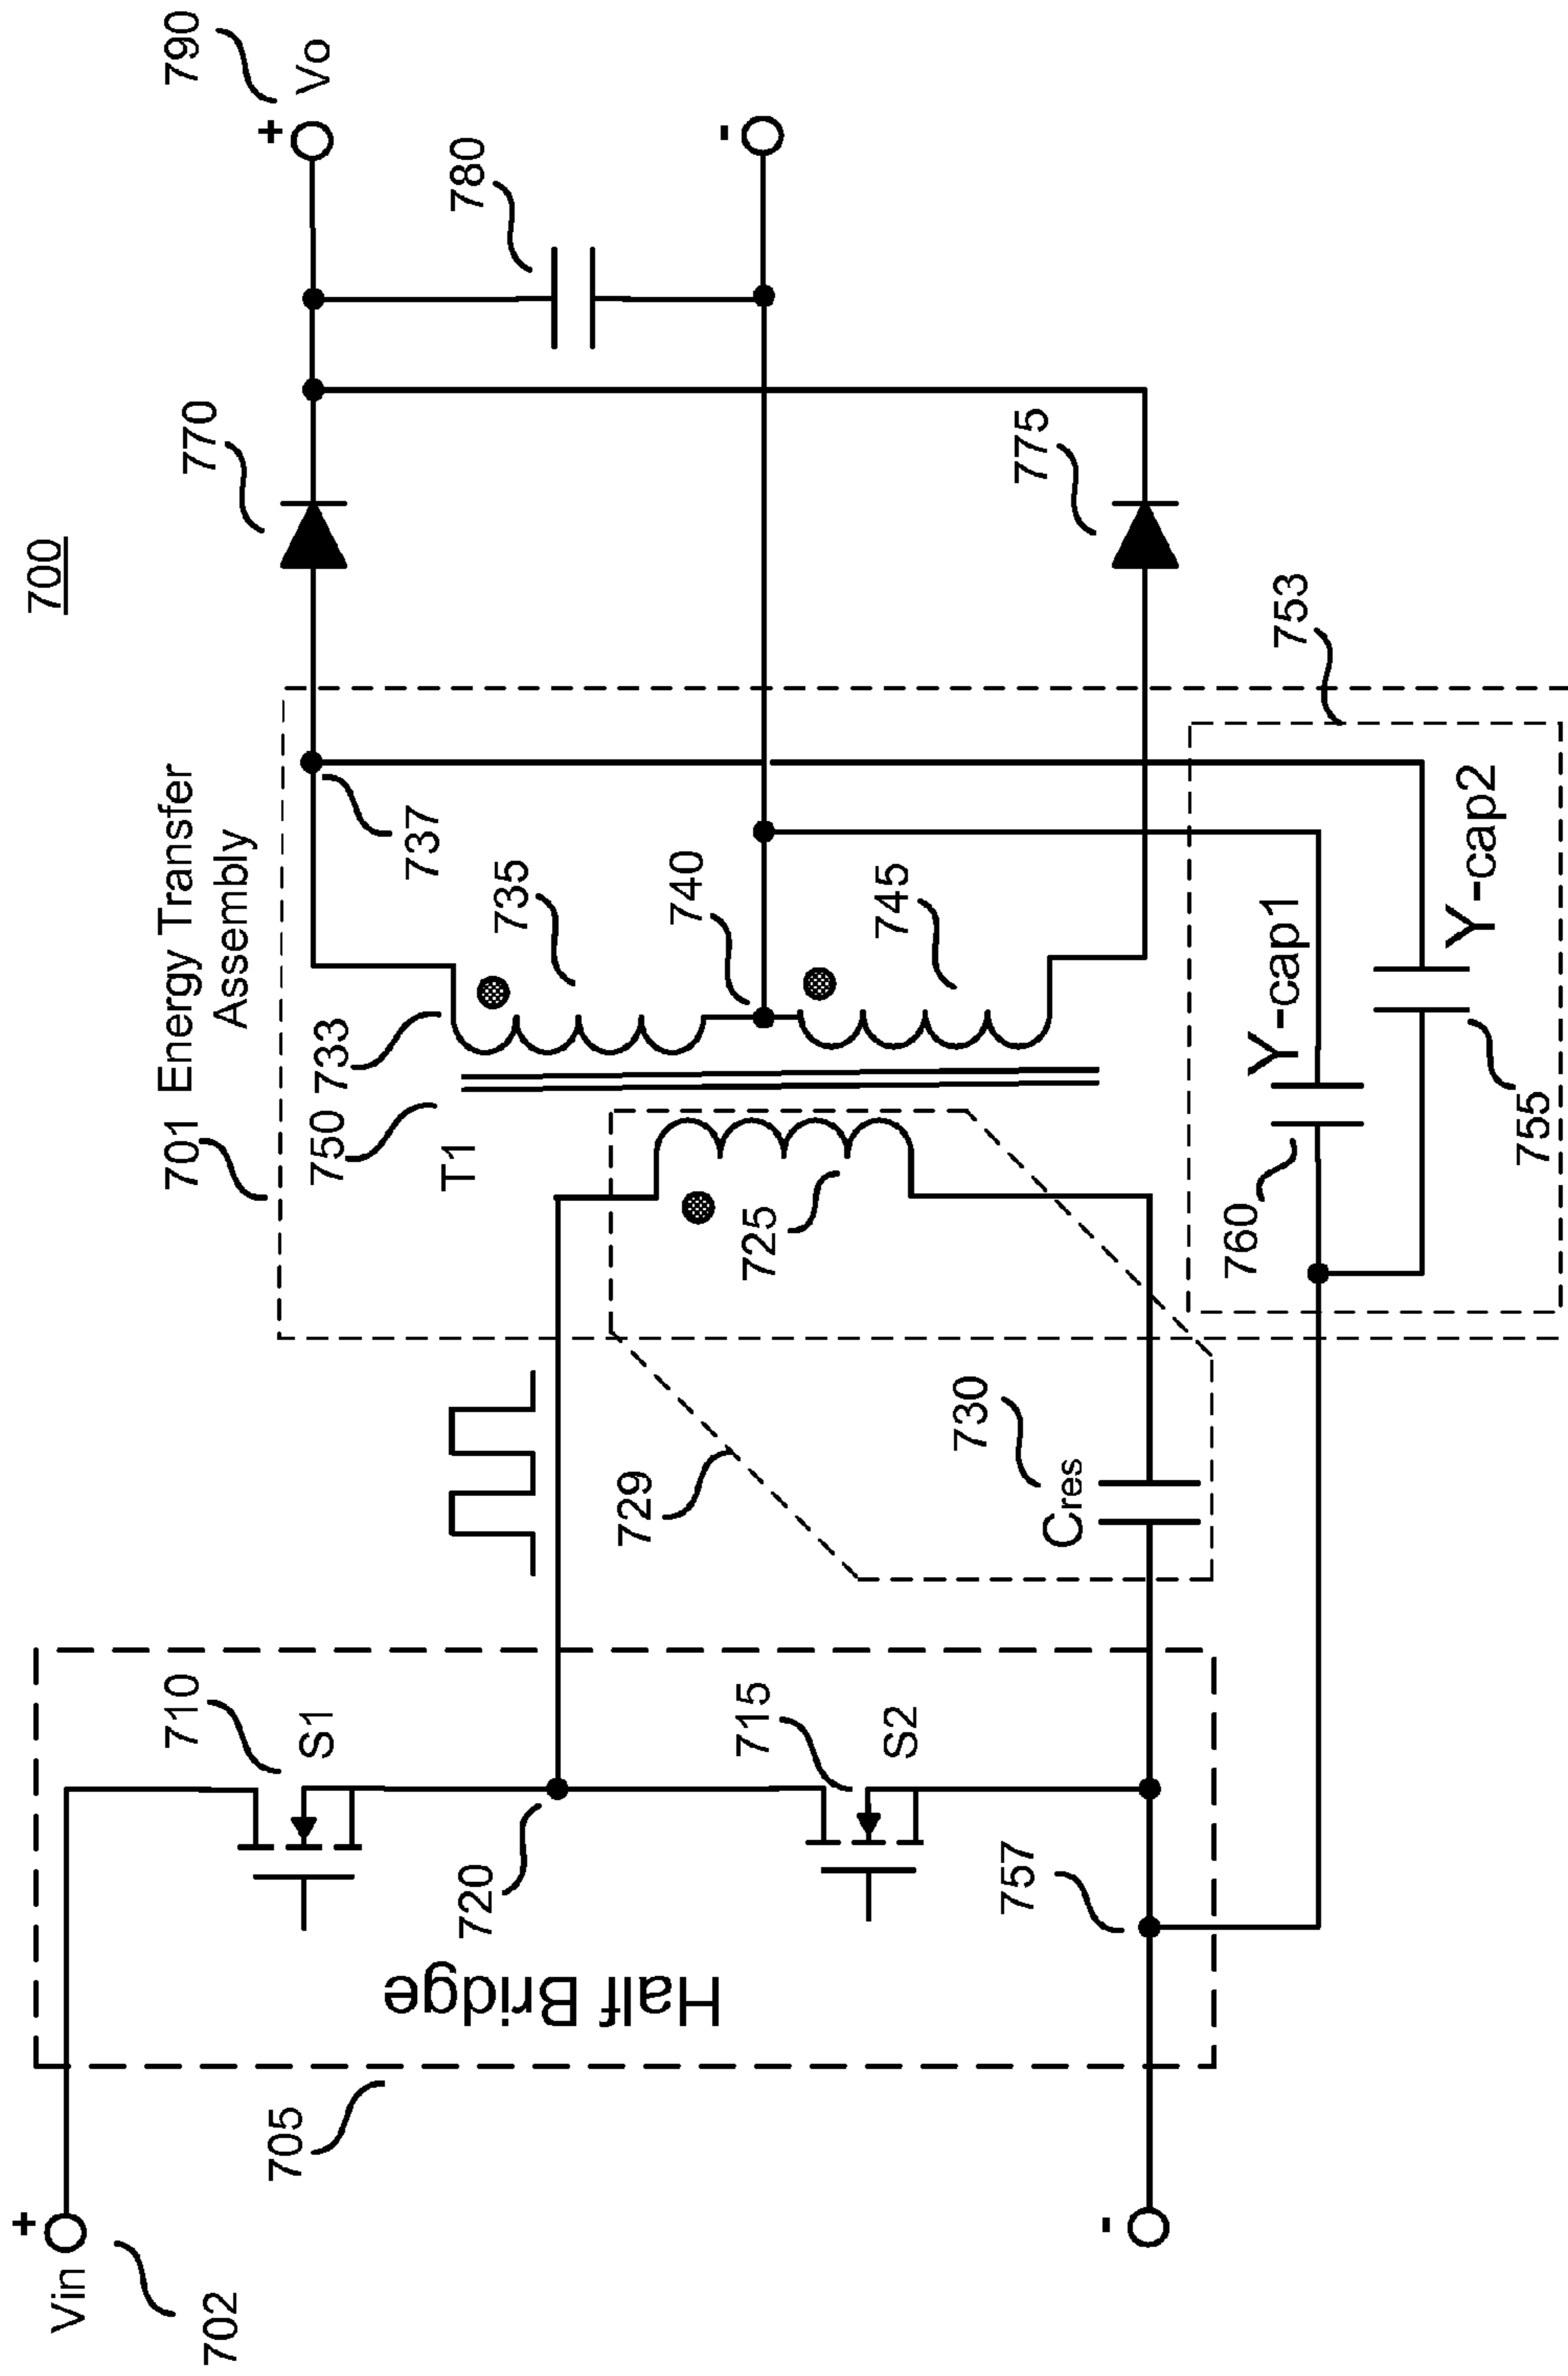 700
790
Vo
+
-
780
770
775
753
701 Energy Transfer
Assembly
737
733
735
740
745
750
T1
725
Y-cap1
Y-cap2
760
755
729
730
Cres
710
S1
715
S2
720
757
Half Bridge
705
+
Vin
702
-